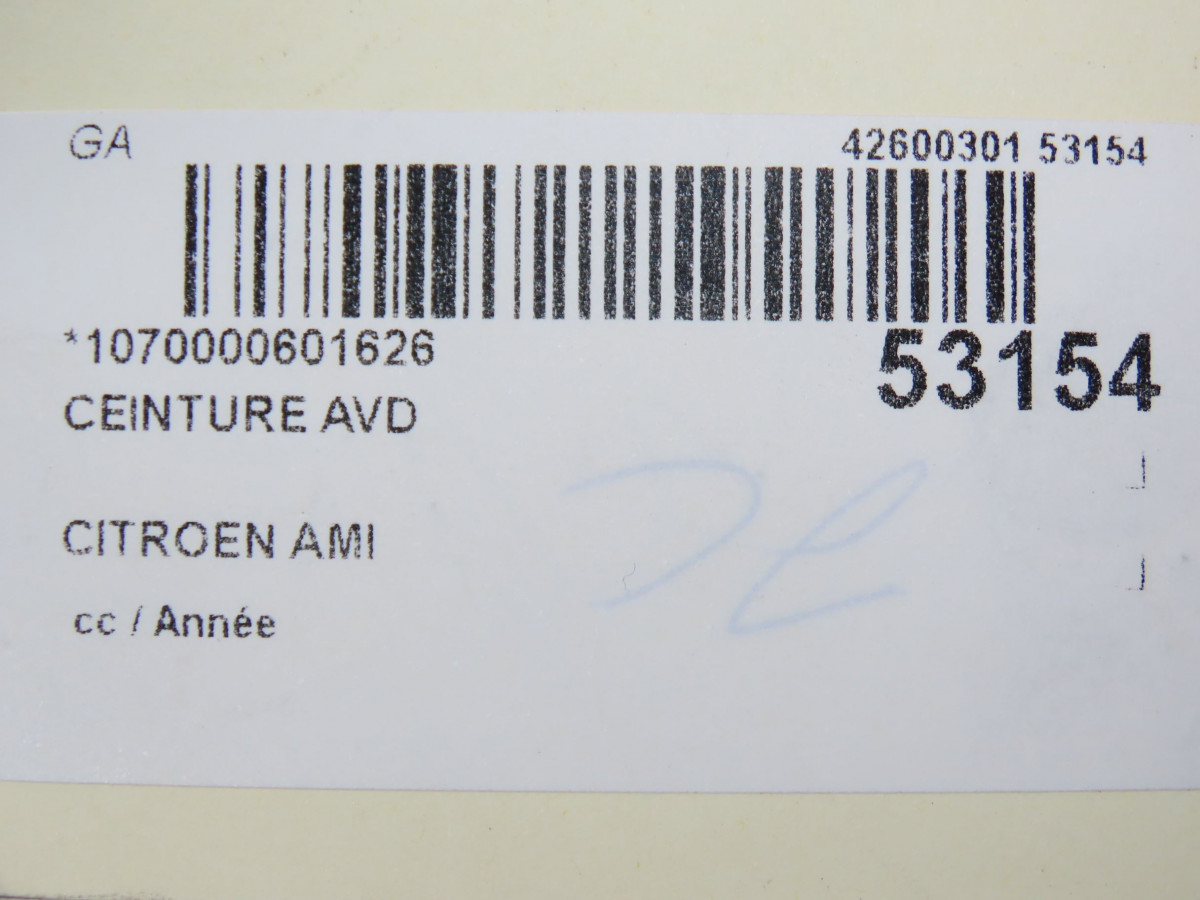 GA
42600301 53154
*1070000601626
53154
CEINTURE AVD
CITROEN AMI
cc / Année